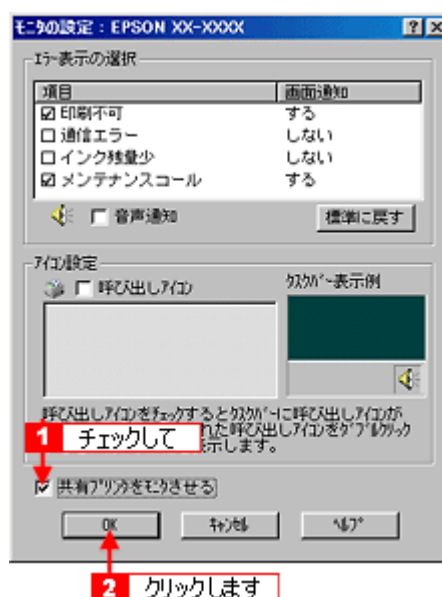 ﾓﾆﾀの設定：EPSON XX-XXXX
ｴﾗｰ表示の選択
項目 画面通知
印刷不可 する
通信エラー しない
インク残量少 しない
メンテナンスコール する
音声通知 標準に戻す
ｱｲｺﾝ設定
呼び出しｱｲｺﾝ ﾀｽｸﾊﾞｰ表示例
呼び出しｱｲｺﾝをﾁｪｯｸするとﾀｽｸﾊﾞｰに呼び出しｱｲｺﾝが
れた呼び出しｱｲｺﾝをﾀﾞﾌﾞﾙｸﾘｯｸ
示します。
1 チェックして
共有ﾌﾟﾘﾝﾀをﾓﾆﾀさせる
OK ｷｬﾝｾﾙ ﾍﾙﾌﾟ
2 クリックします